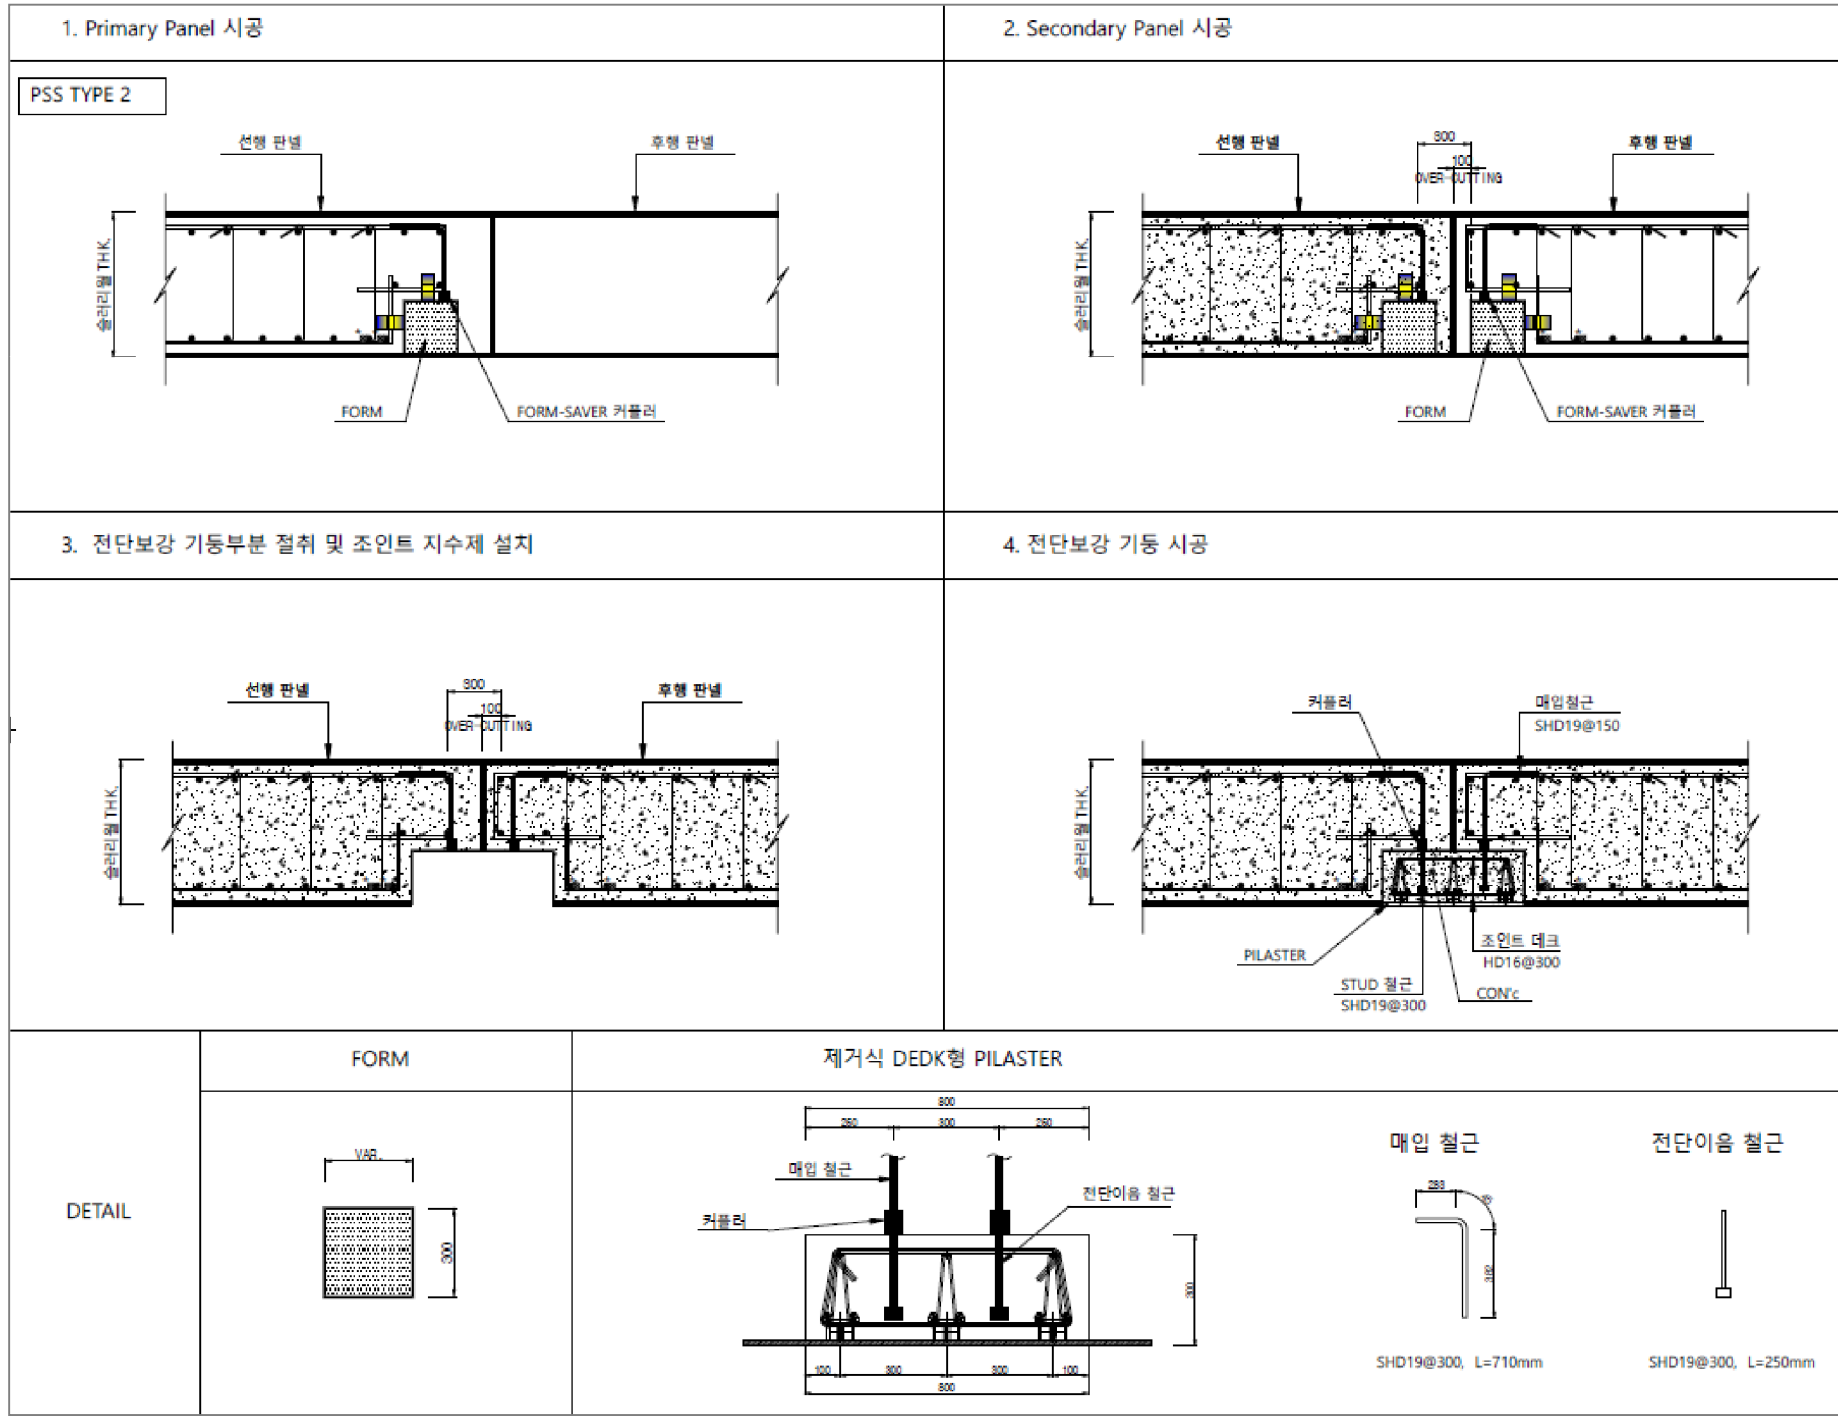 1. Primary Panel 시공
2. Secondary Panel 시공
PSS TYPE 2
선행 판넬
후행 판넬
슬러리월 THK.
FORM
FORM-SAVER 커플러
선행 판넬
300
100
OVER-CUTTING
후행 판넬
슬러리월 THK.
FORM
FORM-SAVER 커플러
3. 전단보강 기둥부분 절취 및 조인트 지수제 설치
4. 전단보강 기둥 시공
선행 판넬
300
100
OVER-CUTTING
후행 판넬
슬러리월 THK.
커플러
매입철근
SHD19@150
슬러리월 THK.
PILASTER
조인트 데크
HD16@300
STUD 철근
SHD19@300
CON'c
DETAIL
FORM
제거식 DEDK형 PILASTER
VAR.
300
800
250
300
250
매입 철근
전단이음 철근
커플러
300
100
300
300
100
800
매입 철근
전단이음 철근
SHD19@300, L=710mm
SHD19@300, L=250mm